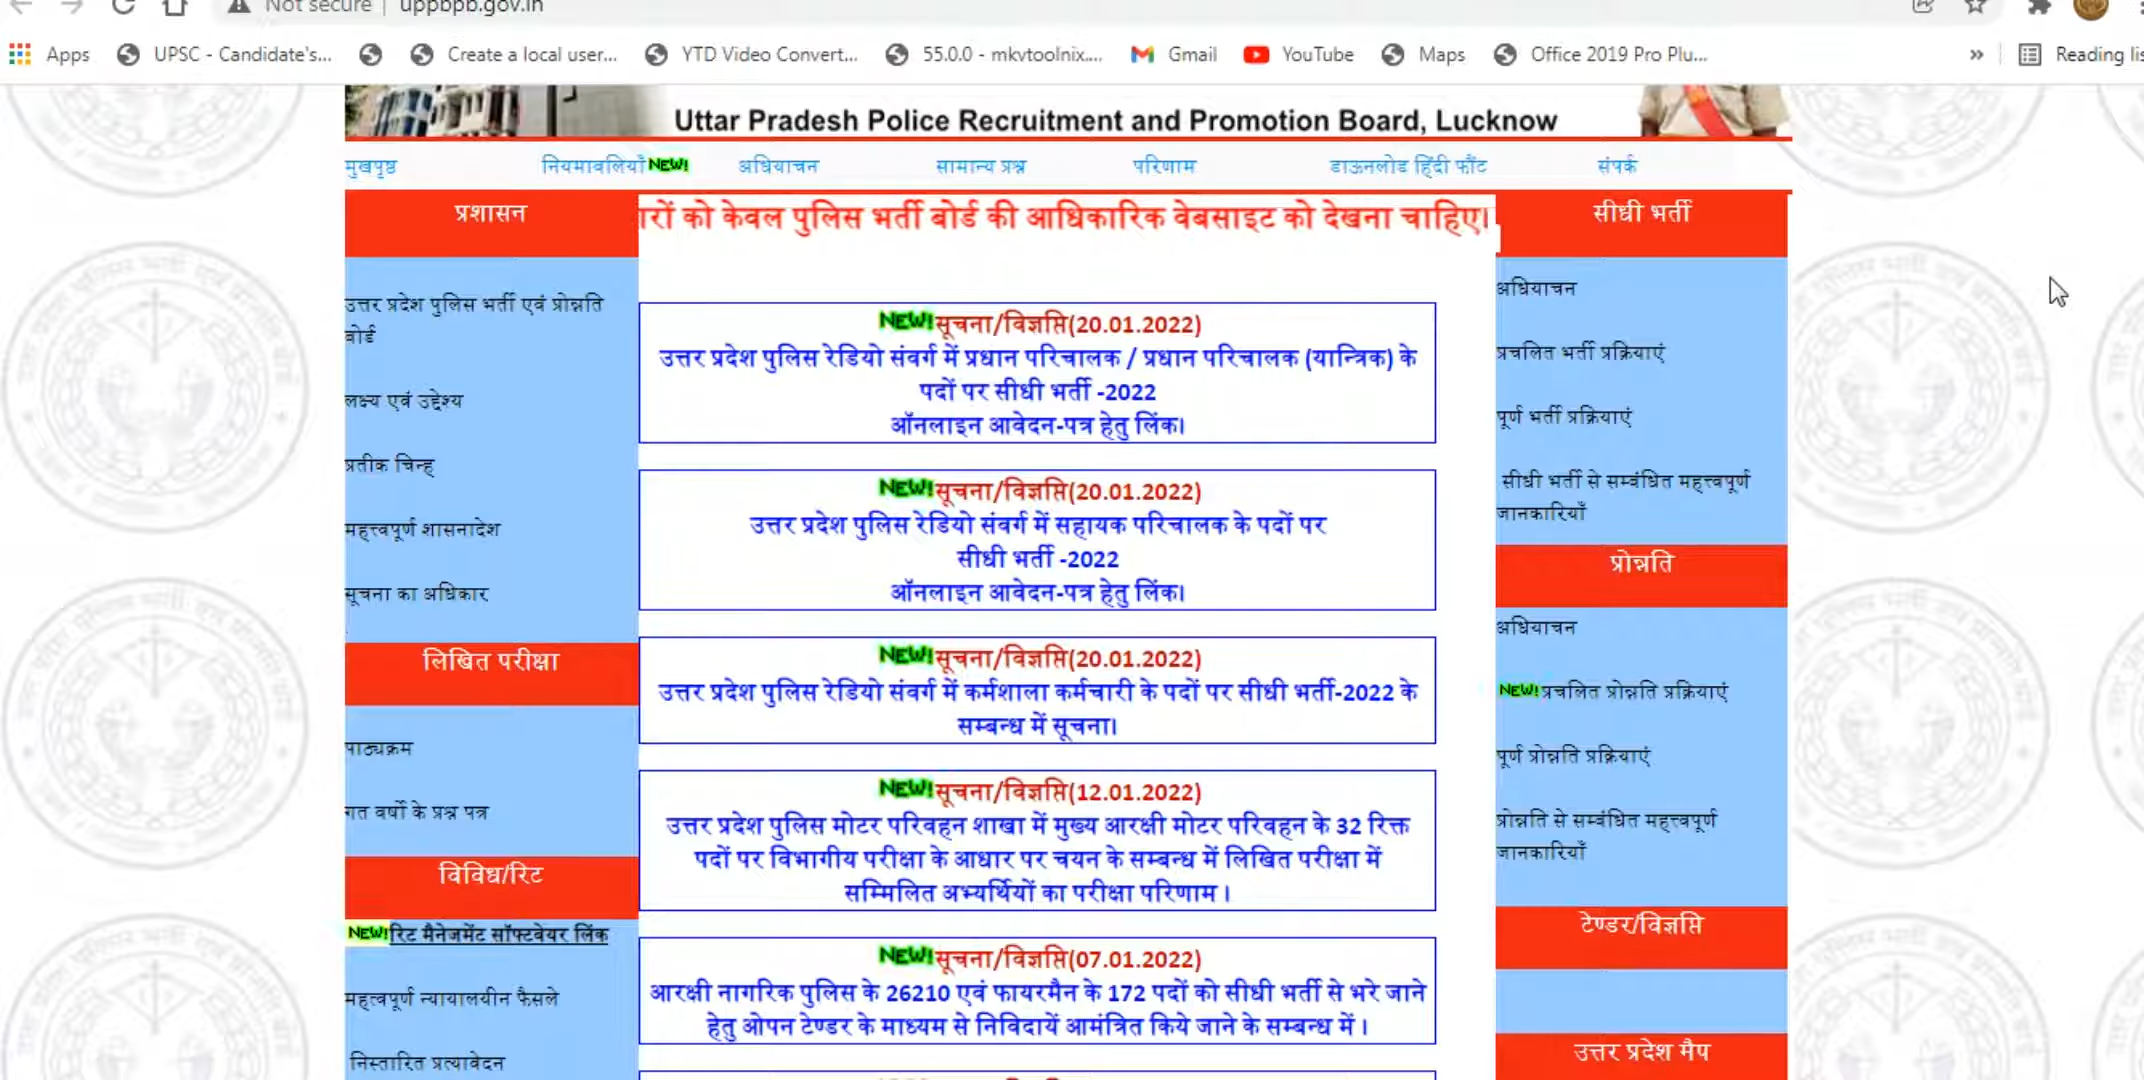 Not secure | uppbpb.gov.in
Apps UPSC - Candidate's... Create a local user... YTD Video Convert... 55.0.0 - mkvtoolnix.... Gmail YouTube Maps Office 2019 Pro Plu... » Reading lis
Uttar Pradesh Police Recruitment and Promotion Board, Lucknow
मुखपृष्ठ नियमावलियाँ NEW! अधियाचन सामान्य प्रश्न परिणाम डाऊनलोड हिंदी फौंट संपर्क
प्रशासन
उत्तर प्रदेश पुलिस भर्ती एवं प्रोन्नति
बोर्ड
लक्ष्य एवं उद्देश्य
प्रतीक चिन्ह
महत्त्वपूर्ण शासनादेश
सूचना का अधिकार
लिखित परीक्षा
पाठ्यक्रम
गत वर्षों के प्रश्न पत्र
विविध/रिट
NEW! रिट मैनेजमेंट सॉफ्टवेयर लिंक
महत्वपूर्ण न्यायालयीन फैसले
निस्तारित प्रत्यावेदन
रों को केवल पुलिस भर्ती बोर्ड की आधिकारिक वेबसाइट को देखना चाहिए।
NEW! सूचना/विज्ञप्ति(20.01.2022)
उत्तर प्रदेश पुलिस रेडियो संवर्ग में प्रधान परिचालक / प्रधान परिचालक (यान्त्रिक) के
पदों पर सीधी भर्ती -2022
ऑनलाइन आवेदन-पत्र हेतु लिंक।
NEW! सूचना/विज्ञप्ति(20.01.2022)
उत्तर प्रदेश पुलिस रेडियो संवर्ग में सहायक परिचालक के पदों पर
सीधी भर्ती -2022
ऑनलाइन आवेदन-पत्र हेतु लिंक।
NEW! सूचना/विज्ञप्ति(20.01.2022)
उत्तर प्रदेश पुलिस रेडियो संवर्ग में कर्मशाला कर्मचारी के पदों पर सीधी भर्ती-2022 के
सम्बन्ध में सूचना।
NEW! सूचना/विज्ञप्ति(12.01.2022)
उत्तर प्रदेश पुलिस मोटर परिवहन शाखा में मुख्य आरक्षी मोटर परिवहन के 32 रिक्त
पदों पर विभागीय परीक्षा के आधार पर चयन के सम्बन्ध में लिखित परीक्षा में
सम्मिलित अभ्यर्थियों का परीक्षा परिणाम ।
NEW! सूचना/विज्ञप्ति(07.01.2022)
आरक्षी नागरिक पुलिस के 26210 एवं फायरमैन के 172 पदों को सीधी भर्ती से भरे जाने
हेतु ओपन टेण्डर के माध्यम से निविदायें आमंत्रित किये जाने के सम्बन्ध में ।
सीधी भर्ती
अधियाचन
प्रचलित भर्ती प्रक्रियाएं
पूर्ण भर्ती प्रक्रियाएं
सीधी भर्ती से सम्बंधित महत्त्वपूर्ण
जानकारियाँ
प्रोन्नति
अधियाचन
NEW! प्रचलित प्रोन्नति प्रक्रियाएं
पूर्ण प्रोन्नति प्रक्रियाएं
प्रोन्नति से सम्बंधित महत्त्वपूर्ण
जानकारियाँ
टेण्डर/विज्ञप्ति
उत्तर प्रदेश मैप